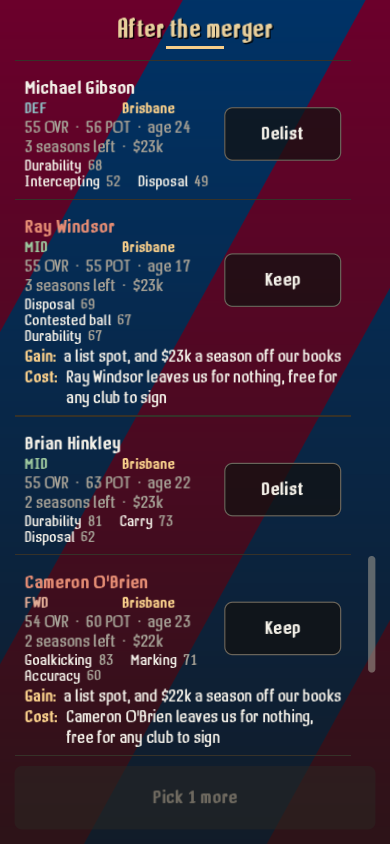 After the merger
Michael Gibson
DEF Brisbane
55 OVR · 56 POT · age 24
3 seasons left · $23k
Durability 68
Intercepting 52 Disposal 49
Delist
Ray Windsor
MID Brisbane
55 OVR · 55 POT · age 17
3 seasons left · $23k
Disposal 69
Contested ball 67
Durability 67
Keep
Gain: a list spot, and $23k a season off our books
Cost: Ray Windsor leaves us for nothing, free for
any club to sign
Brian Hinkley
MID Brisbane
55 OVR · 63 POT · age 22
2 seasons left · $23k
Durability 81 Carry 73
Disposal 62
Delist
Cameron O'Brien
FWD Brisbane
54 OVR · 60 POT · age 23
2 seasons left · $22k
Goalkicking 83 Marking 71
Accuracy 60
Keep
Gain: a list spot, and $22k a season off our books
Cost: Cameron O'Brien leaves us for nothing,
free for any club to sign
Pick 1 more